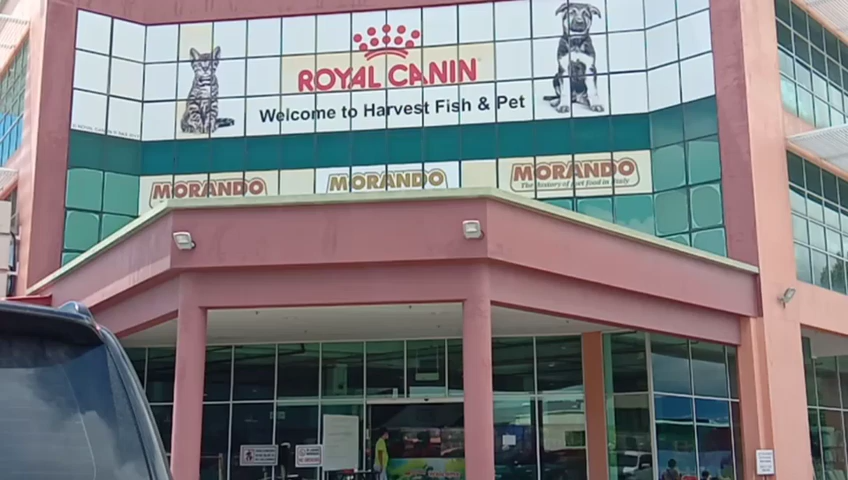 ROYAL CANIN
Welcome to Harvest Fish & Pet
MORANDO
MORANDO
MORANDO
The history of pet food in Italy